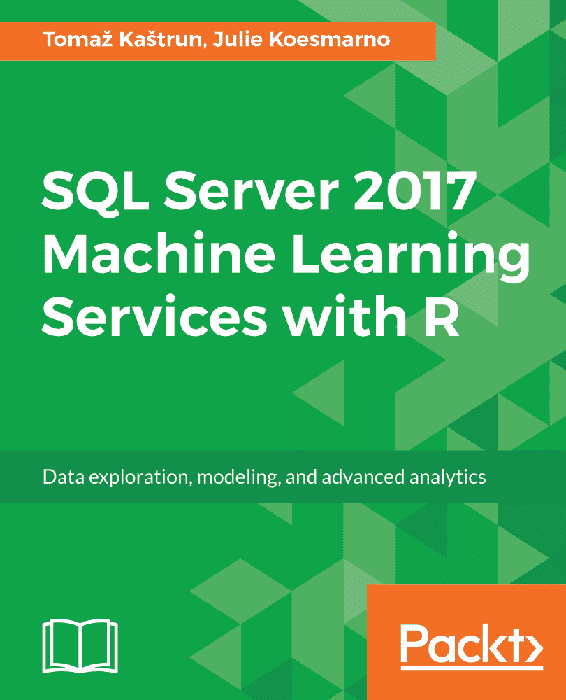 Tomaž Kaštrun, Julie Koesmarno
SQL Server 2017
Machine Learning
Services with R
Data exploration, modeling, and advanced analytics
Packt>